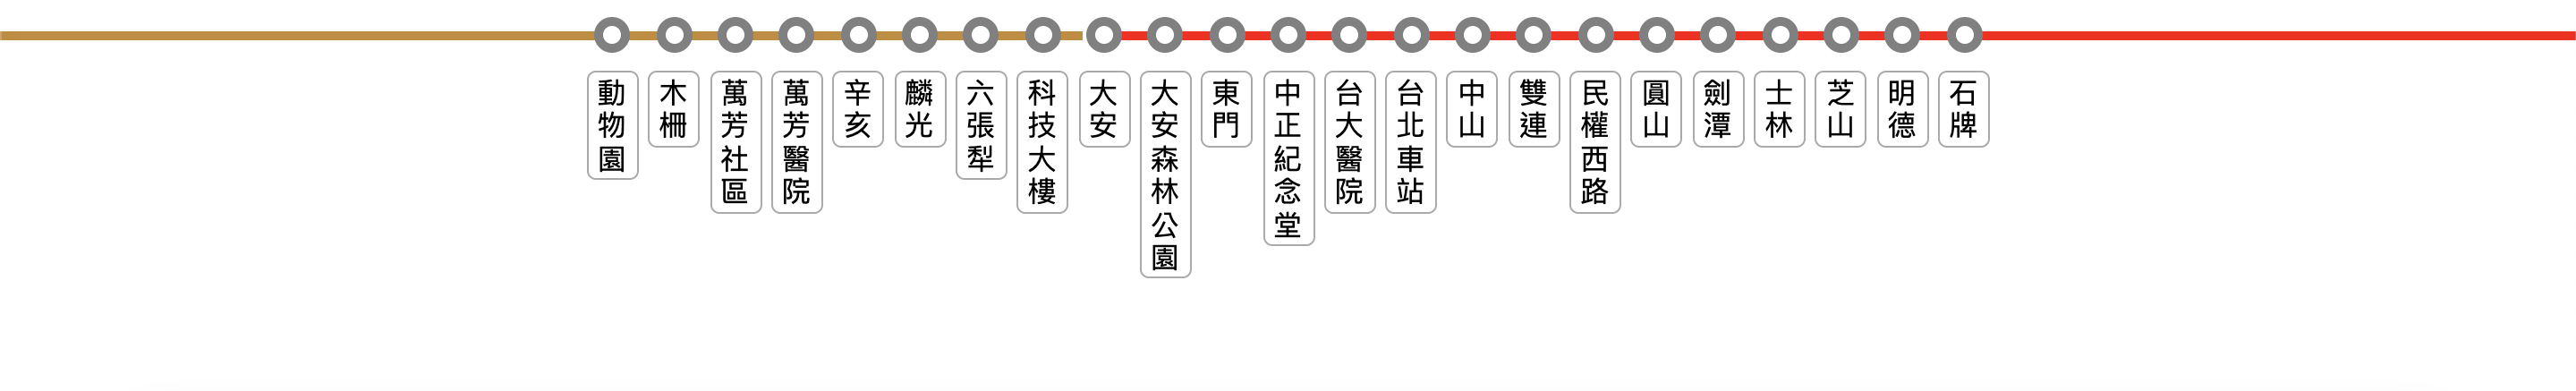 動物園
木柵
萬芳社區
萬芳醫院
辛亥
麟光
六張犁
科技大樓
大安
大安森林公園
東門
中正紀念堂
台大醫院
台北車站
中山
雙連
民權西路
圓山
劍潭
士林
芝山
明德
石牌